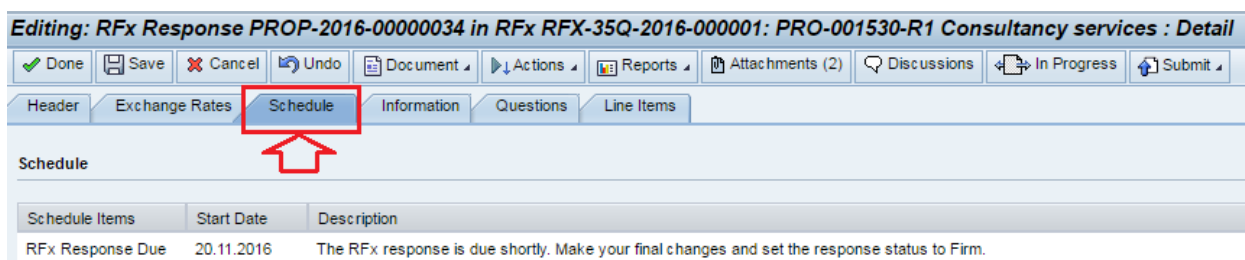 Editing: RFx Response PROP-2016-00000034 in RFx RFX-35Q-2016-000001: PRO-001530-R1 Consultancy services : Detail
Done Save Cancel Undo Document Actions Reports Attachments (2) Discussions In Progress Submit
Header Exchange Rates Schedule Information Questions Line Items
Schedule
Schedule Items Start Date Description
RFx Response Due 20.11.2016 The RFx response is due shortly. Make your final changes and set the response status to Firm.